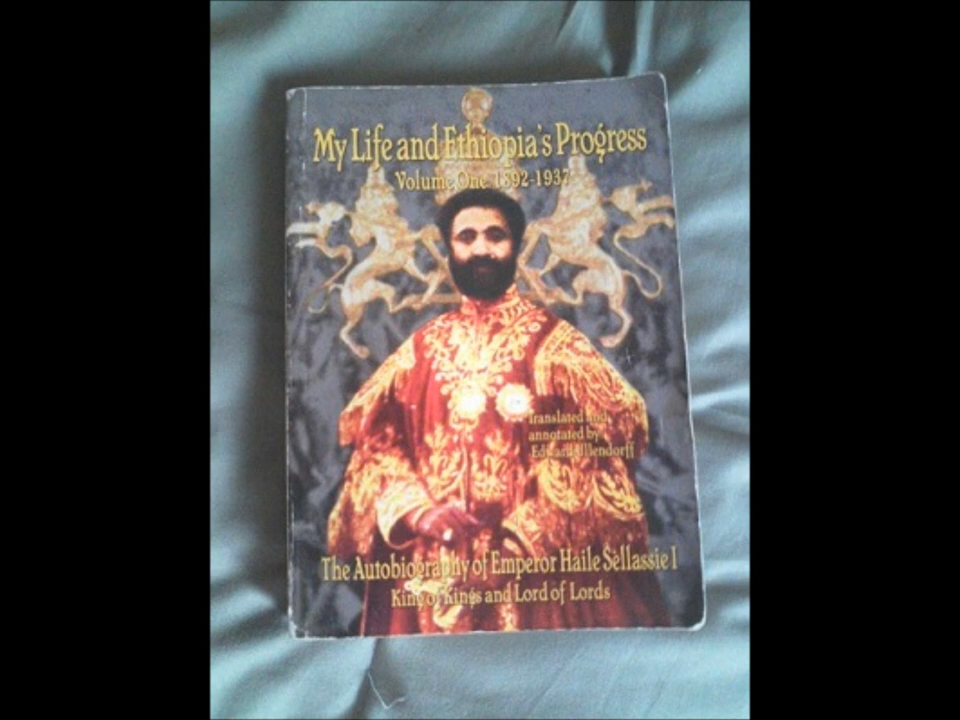 My Life and Ethiopia's Progress
Volume One 1892-1937
Translated and
annotated by
Edward Ullendorff
The Autobiography of Emperor Haile Sellassie I
King of Kings and Lord of Lords